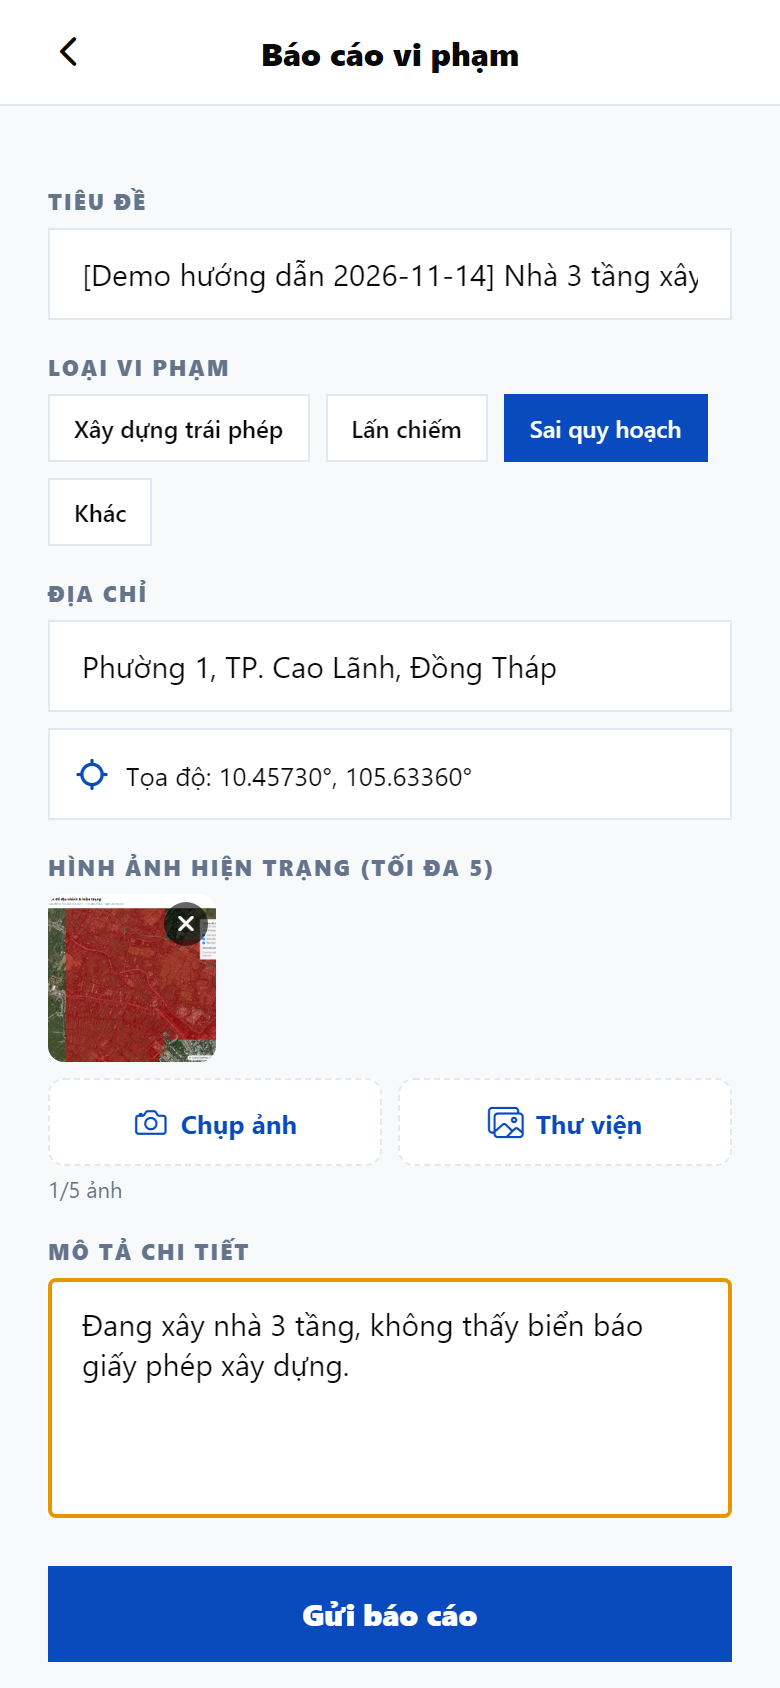 Báo cáo vi phạm
TIÊU ĐỀ
[Demo hướng dẫn 2026-11-14] Nhà 3 tầng xây
LOẠI VI PHẠM
Xây dựng trái phép
Lấn chiếm
Sai quy hoạch
Khác
ĐỊA CHỈ
Phường 1, TP. Cao Lãnh, Đồng Tháp
Tọa độ: 10.45730°, 105.63360°
HÌNH ẢNH HIỆN TRẠNG (TỐI ĐA 5)
Chụp ảnh
Thư viện
1/5 ảnh
MÔ TẢ CHI TIẾT
Đang xây nhà 3 tầng, không thấy biển báo
giấy phép xây dựng.
Gửi báo cáo